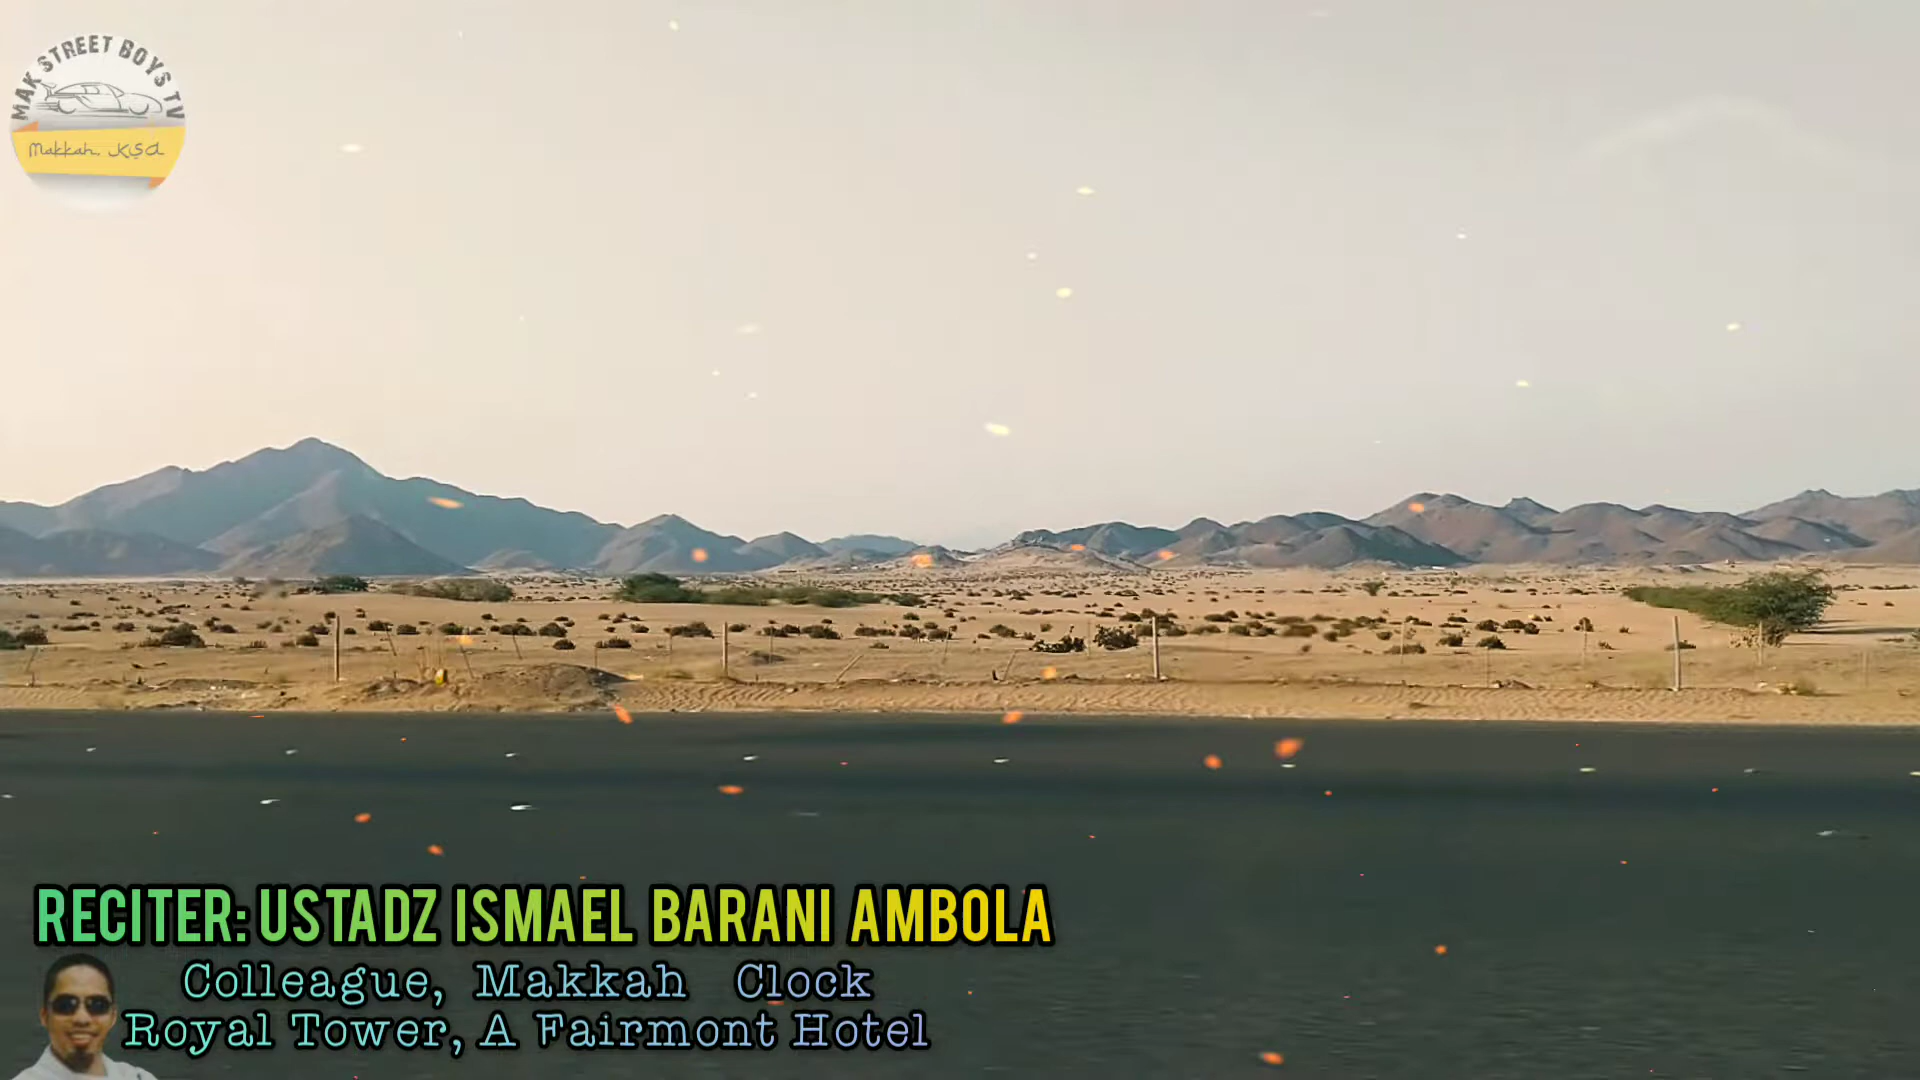 MAK STREET BOYS TV
Makkah, KSA
RECITER: USTADZ ISMAEL BARANI AMBOLA
Colleague, Makkah Clock
Royal Tower, A Fairmont Hotel